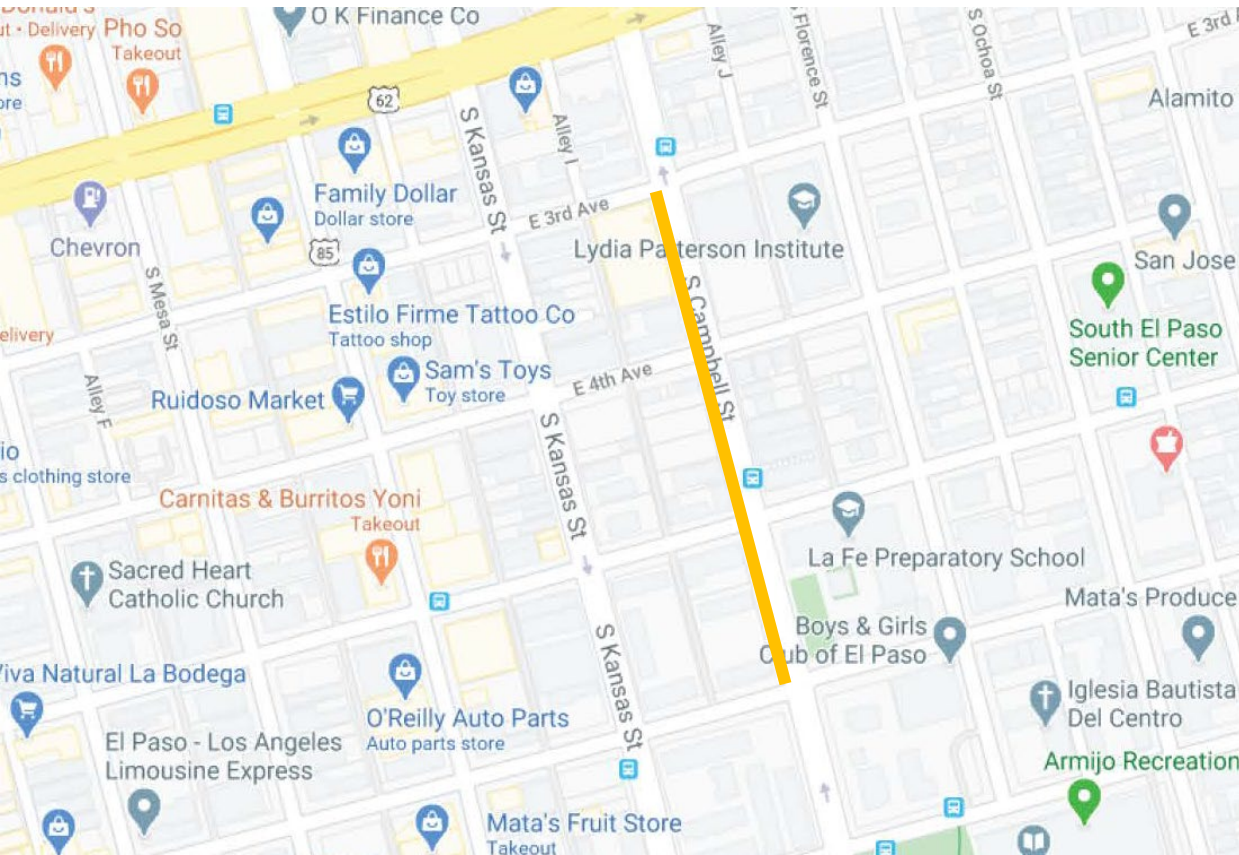 O K Finance Co
Delivery
Pho So
Takeout
62
Alley J
S Florence St
S Ochoa St
E 3rd
Alamito
S Kansas St
Alley I
Family Dollar
Dollar store
E 3rd Ave
Lydia Patterson Institute
Chevron
85
San Jose
S Mesa St
Estilo Firme Tattoo Co
Tattoo shop
S Campbell St
South El Paso
Senior Center
Sam's Toys
Toy store
E 4th Ave
Alley F
Ruidoso Market
S Kansas St
s clothing store
Carnitas & Burritos Yoni
Takeout
La Fe Preparatory School
Sacred Heart
Catholic Church
Mata's Produce
Boys & Girls
Club of El Paso
S Kansas St
Viva Natural La Bodega
Iglesia Bautista
Del Centro
O'Reilly Auto Parts
Auto parts store
El Paso - Los Angeles
Limousine Express
Armijo Recreation
Mata's Fruit Store
Takeout